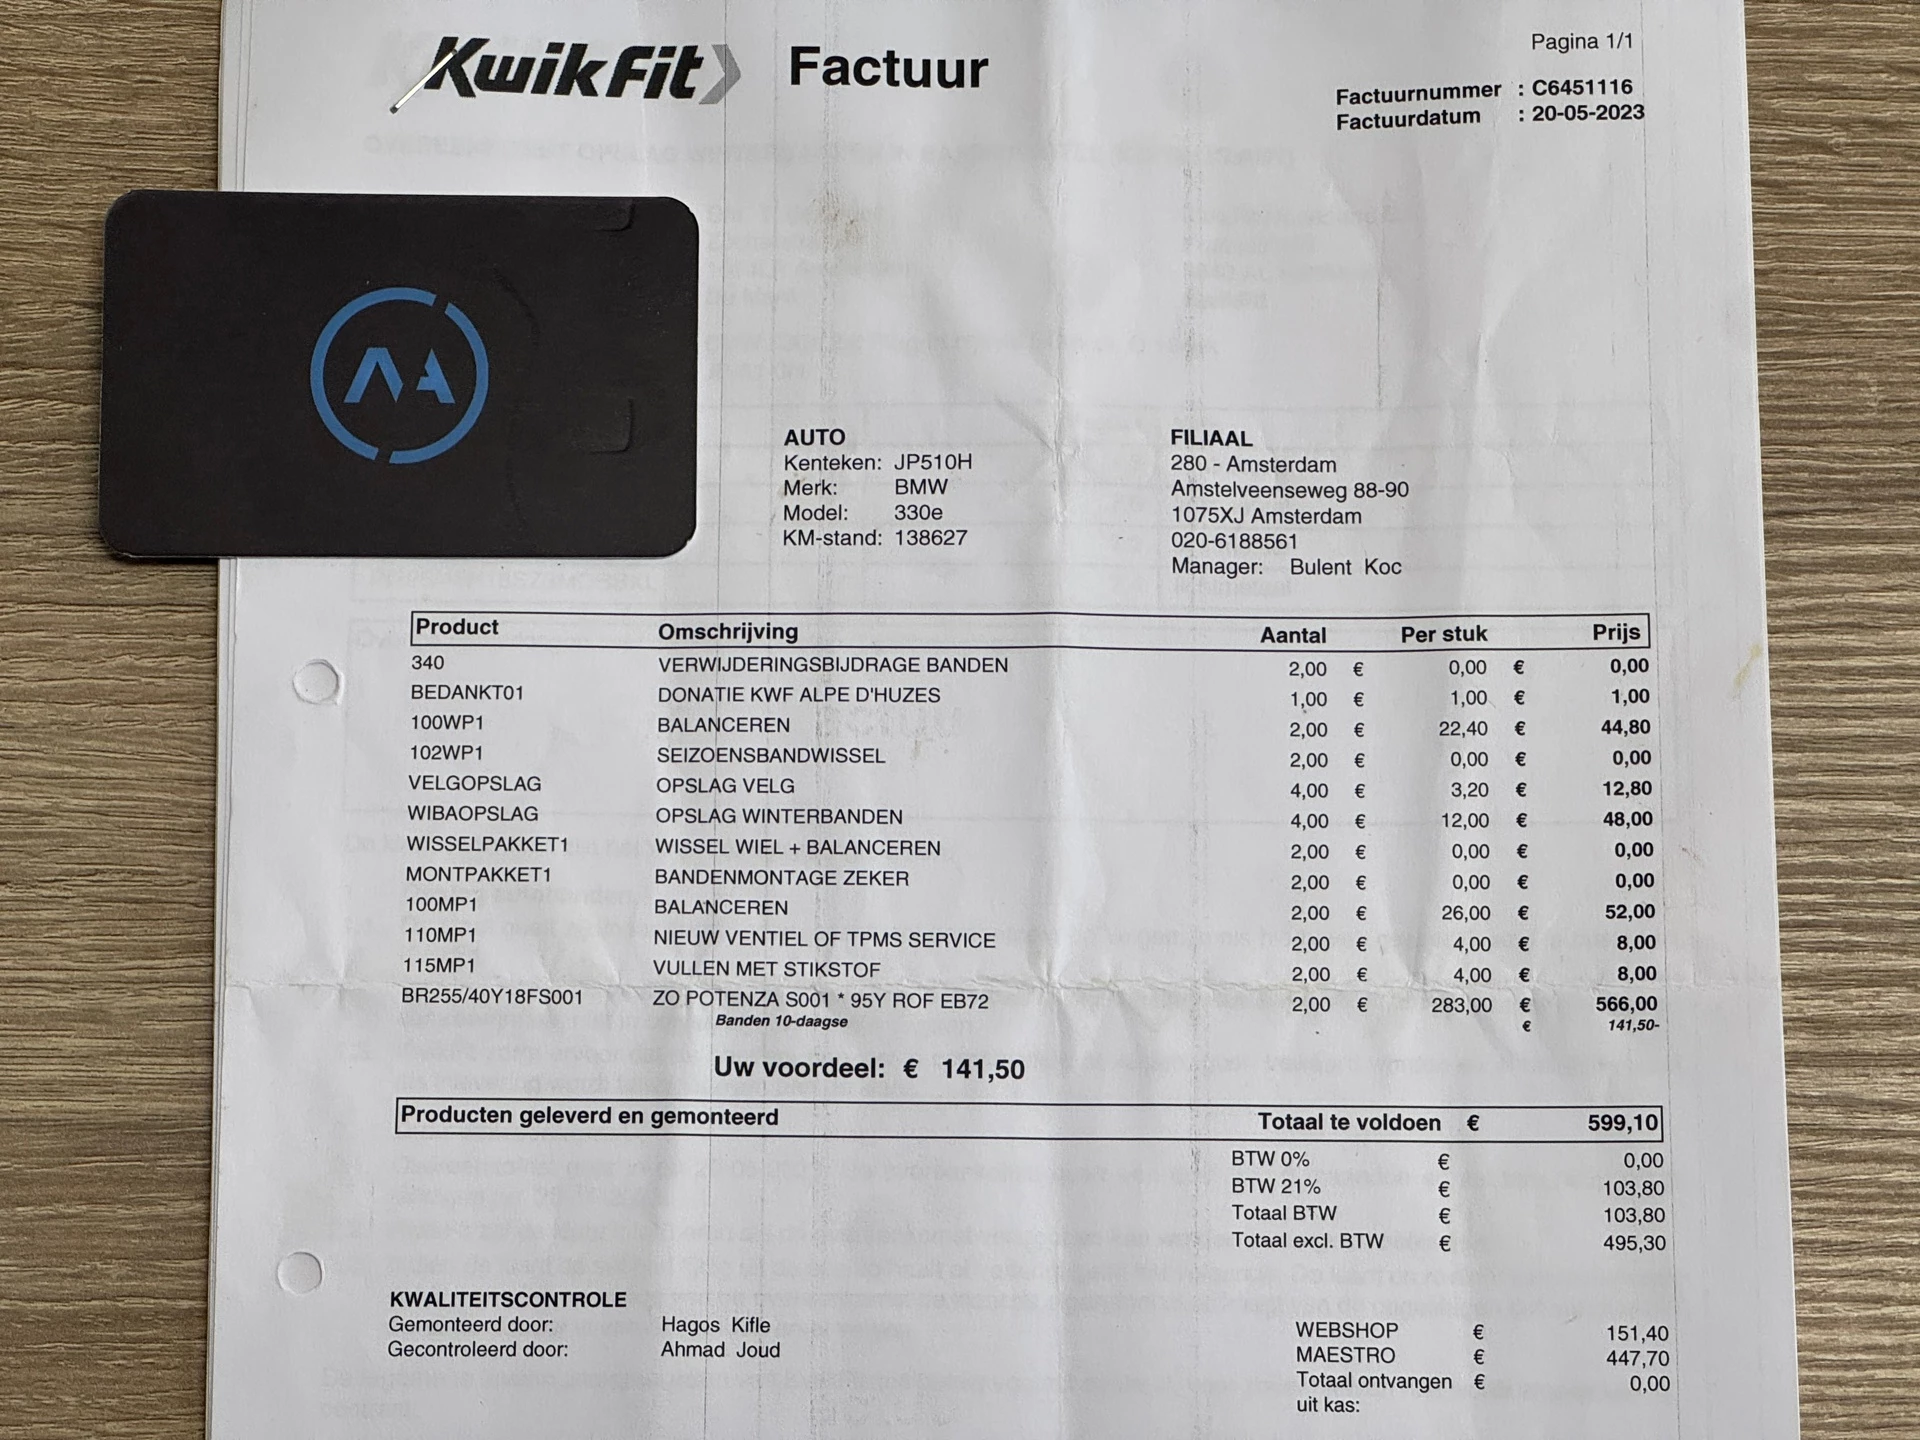 KwikFit Factuur
Pagina 1/1
Factuurnummer : C6451116
Factuurdatum : 20-05-2023
AUTO
Kenteken: JP510H
Merk: BMW
Model: 330e
KM-stand: 138627
FILIAAL
280 - Amsterdam
Amstelveenseweg 88-90
1075XJ Amsterdam
020-6188561
Manager: Bulent Koc
Product Omschrijving Aantal Per stuk Prijs
340 VERWIJDERINGSBIJDRAGE BANDEN 2,00 € 0,00 € 0,00
BEDANKT01 DONATIE KWF ALPE D'HUZES 1,00 € 1,00 € 1,00
100WP1 BALANCEREN 2,00 € 22,40 € 44,80
102WP1 SEIZOENSBANDWISSEL 2,00 € 0,00 € 0,00
VELGOPSLAG OPSLAG VELG 4,00 € 3,20 € 12,80
WIBAOPSLAG OPSLAG WINTERBANDEN 4,00 € 12,00 € 48,00
WISSELPAKKET1 WISSEL WIEL + BALANCEREN 2,00 € 0,00 € 0,00
MONTPAKKET1 BANDENMONTAGE ZEKER 2,00 € 0,00 € 0,00
100MP1 BALANCEREN 2,00 € 26,00 € 52,00
110MP1 NIEUW VENTIEL OF TPMS SERVICE 2,00 € 4,00 € 8,00
115MP1 VULLEN MET STIKSTOF 2,00 € 4,00 € 8,00
BR255/40Y18FS001 ZO POTENZA S001 * 95Y ROF EB72 2,00 € 283,00 € 566,00
Banden 10-daagse € 141,50-
Uw voordeel: € 141,50
Producten geleverd en gemonteerd Totaal te voldoen € 599,10
BTW 0% € 0,00
BTW 21% € 103,80
Totaal BTW € 103,80
Totaal excl. BTW € 495,30
KWALITEITSCONTROLE
Gemonteerd door: Hagos Kifle
Gecontroleerd door: Ahmad Joud
WEBSHOP € 151,40
MAESTRO € 447,70
Totaal ontvangen € 0,00
uit kas: